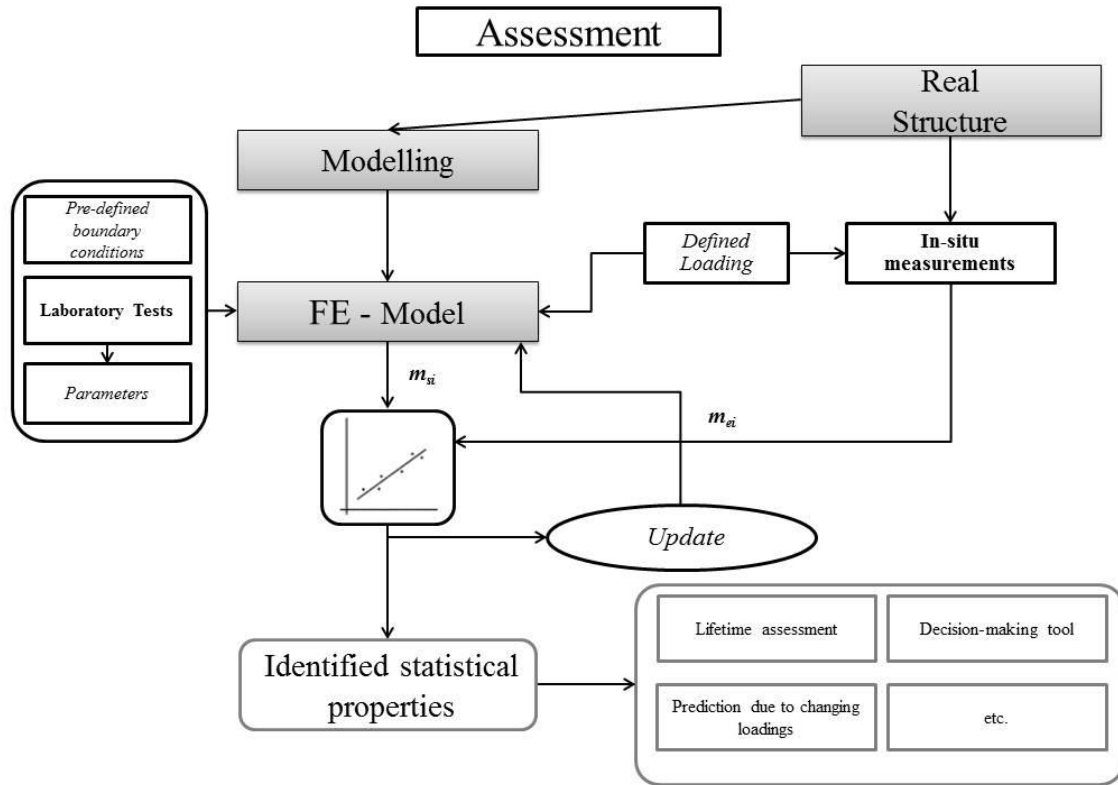 Assessment
Real
Structure
Modelling
Pre-defined
boundary
conditions
Defined
Loading
In-situ
measurements
Laboratory Tests
FE - Model
Parameters
m_si
m_ei
Update
Lifetime assessment
Decision-making tool
Identified statistical
properties
Prediction due to changing
loadings
etc.